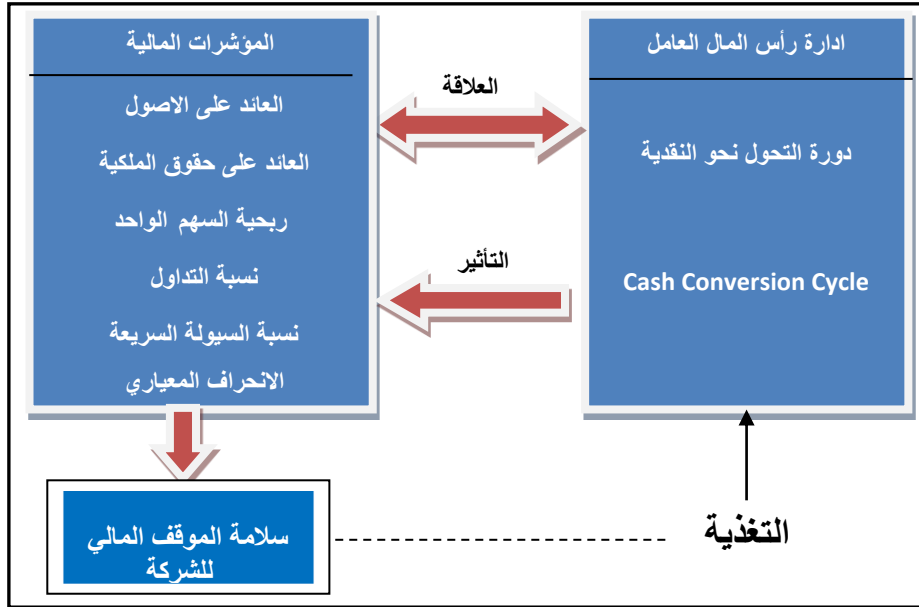 ادارة رأس المال العامل
دورة التحول نحو النقدية
Cash Conversion Cycle
العلاقة
التأثير
المؤشرات المالية
العائد على الاصول
العائد على حقوق الملكية
ربحية السهم الواحد
نسبة التداول
نسبة السيولة السريعة
الانحراف المعياري
سلامة الموقف المالي
للشركة
التغذية